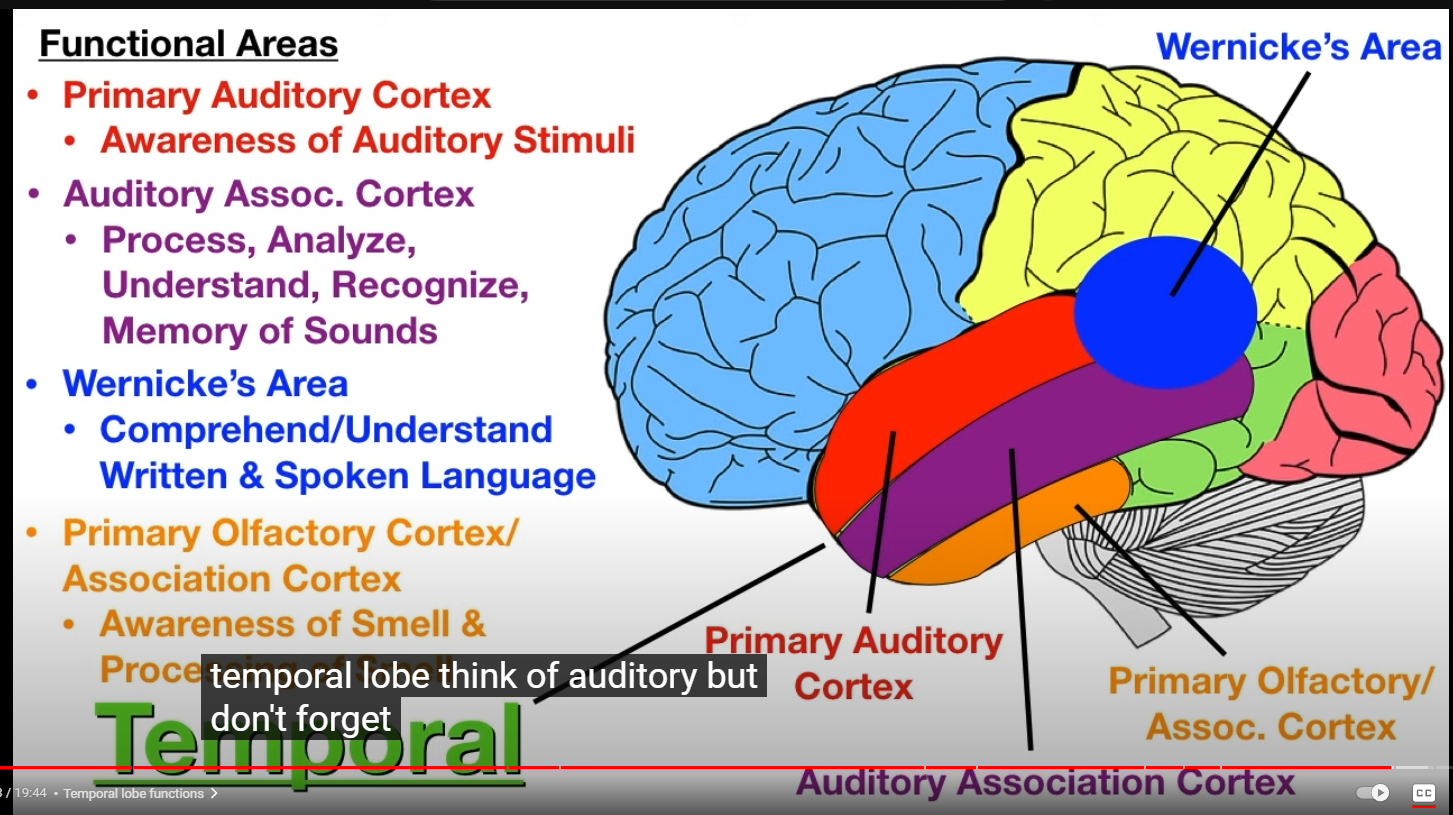 Functional Areas
• Primary Auditory Cortex
• Awareness of Auditory Stimuli
• Auditory Assoc. Cortex
• Process, Analyze,
Understand, Recognize,
Memory of Sounds
• Wernicke's Area
• Comprehend/Understand
Written & Spoken Language
• Primary Olfactory Cortex/
Association Cortex
• Awareness of Smell &
Processing of Smell
Temporal
Wernicke's Area
Primary Auditory
Cortex
Primary Olfactory/
Assoc. Cortex
Auditory Association Cortex
temporal lobe think of auditory but
don't forget
/ 19:44 • Temporal lobe functions
CC